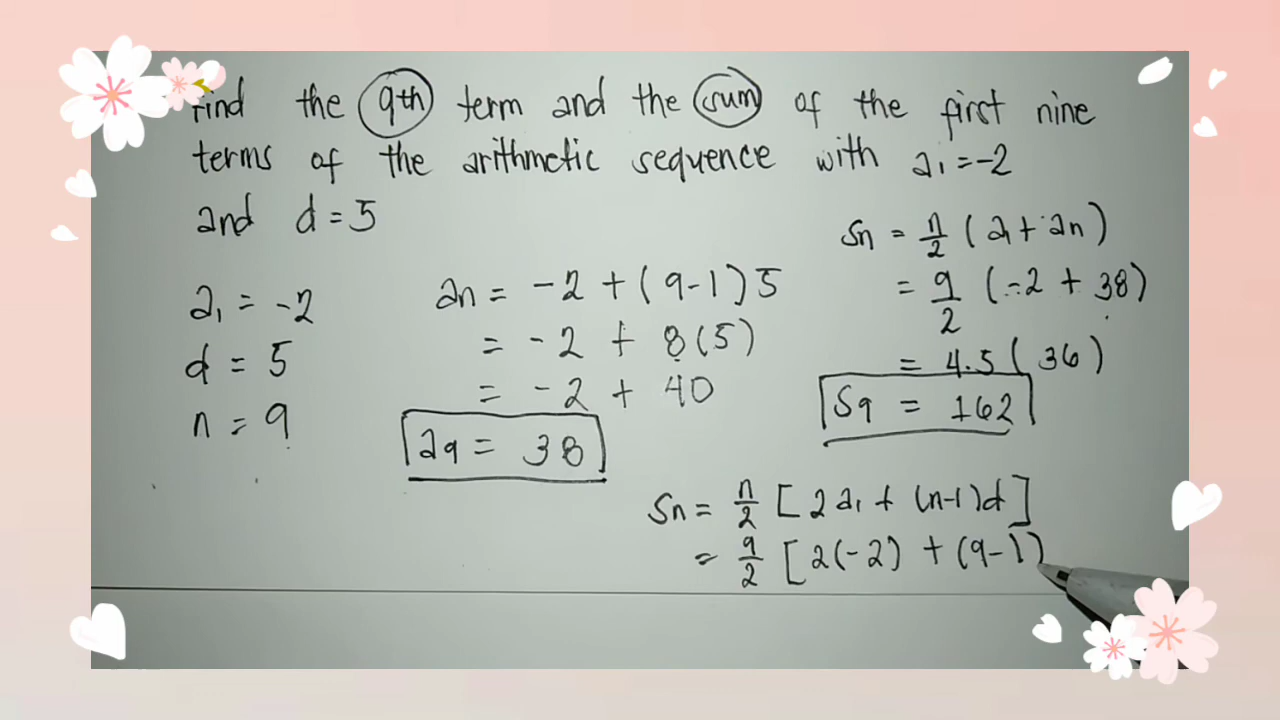 Find the 9th term and the sum of the first nine
terms of the arithmetic sequence with a₁ = -2
and d = 5
a₁ = -2
d = 5
n = 9
an = -2 + (9-1)5
= -2 + 8(5)
= -2 + 40
a9 = 38
Sn = n/2 (a₁ + an)
= 9/2 (-2 + 38)
= 4.5 (36)
S9 = 162
Sn = n/2 [2a₁ + (n-1)d]
= 9/2 [2(-2) + (9-1)